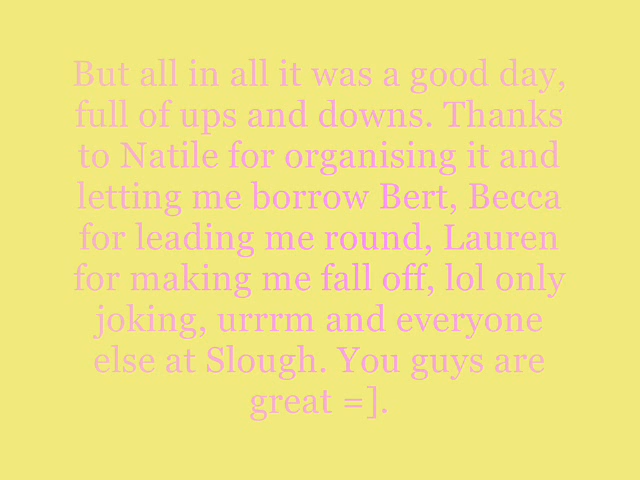 But all in all it was a good day,
full of ups and downs. Thanks
to Natile for organising it and
letting me borrow Bert, Becca
for leading me round, Lauren
for making me fall off, lol only
joking, urrrm and everyone
else at Slough. You guys are
great =].